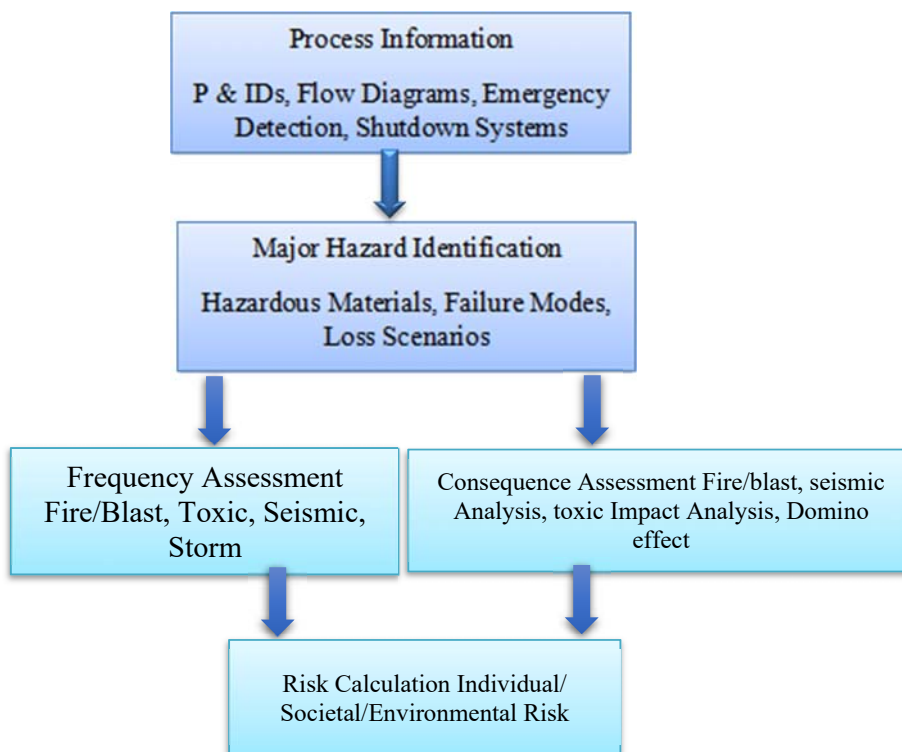 Process Information
P & IDs, Flow Diagrams, Emergency
Detection, Shutdown Systems
Major Hazard Identification
Hazardous Materials, Failure Modes,
Loss Scenarios
Frequency Assessment
Fire/Blast, Toxic, Seismic,
Storm
Consequence Assessment Fire/blast, seismic
Analysis, toxic Impact Analysis, Domino
effect
Risk Calculation Individual/
Societal/Environmental Risk